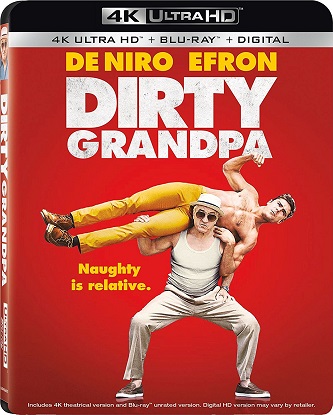 4K ULTRA HD
4K ULTRA HD + BLU-RAY + DIGITAL
DE NIRO EFRON
DIRTY
GRANDPA
Naughty
is relative.
Includes 4K theatrical version and Blu-ray™ unrated version. Digital HD version may vary by retailer.
DIRTY GRANDPA